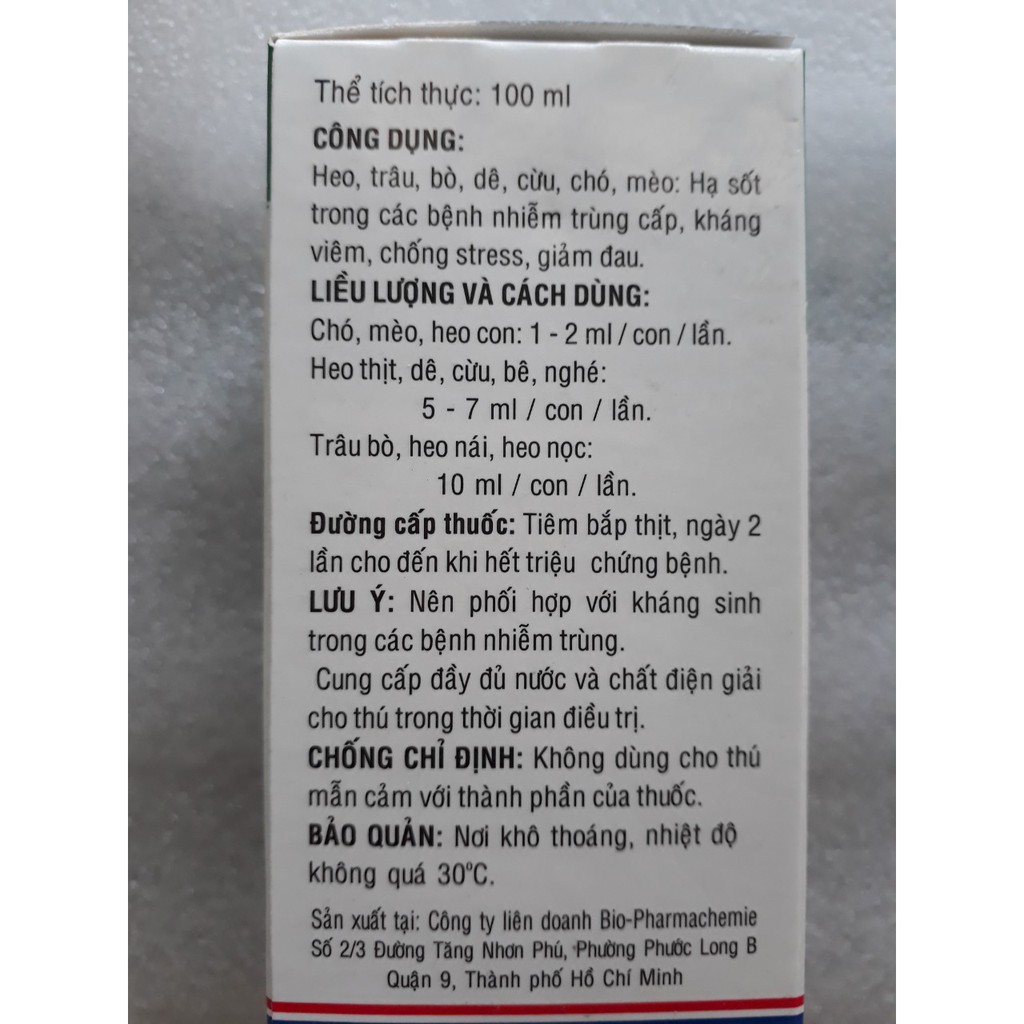 Thể tích thực: 100 ml
CÔNG DỤNG:
Heo, trâu, bò, dê, cừu, chó, mèo: Hạ sốt
trong các bệnh nhiễm trùng cấp, kháng
viêm, chống stress, giảm đau.
LIỀU LƯỢNG VÀ CÁCH DÙNG:
Chó, mèo, heo con: 1 - 2 ml / con / lần.
Heo thịt, dê, cừu, bê, nghé:
5 - 7 ml / con / lần.
Trâu bò, heo nái, heo nọc:
10 ml / con / lần.
Đường cấp thuốc: Tiêm bắp thịt, ngày 2
lần cho đến khi hết triệu chứng bệnh.
LƯU Ý: Nên phối hợp với kháng sinh
trong các bệnh nhiễm trùng.
Cung cấp đầy đủ nước và chất điện giải
cho thú trong thời gian điều trị.
CHỐNG CHỈ ĐỊNH: Không dùng cho thú
mẫn cảm với thành phần của thuốc.
BẢO QUẢN: Nơi khô thoáng, nhiệt độ
không quá 30°C.
Sản xuất tại: Công ty liên doanh Bio-Pharmachemie
Số 2/3 Đường Tăng Nhơn Phú, Phường Phước Long B
Quận 9, Thành phố Hồ Chí Minh